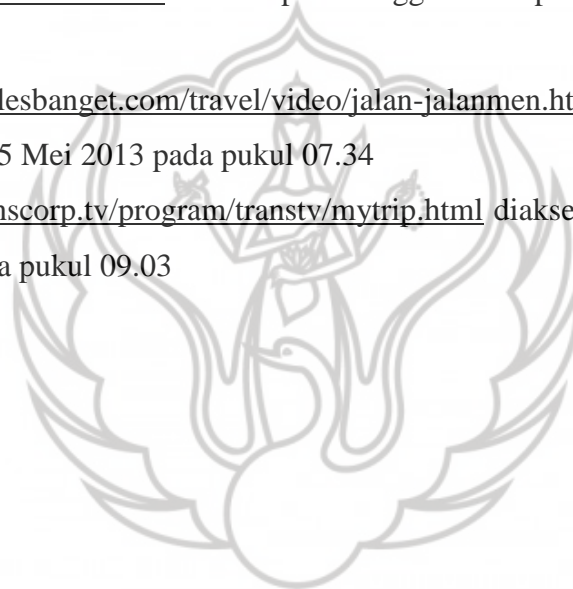 lesbanget.com/travel/video/jalan-jalanmen.ht
5 Mei 2013 pada pukul 07.34
nscorp.tv/program/transtv/mytrip.html diakse
a pukul 09.03